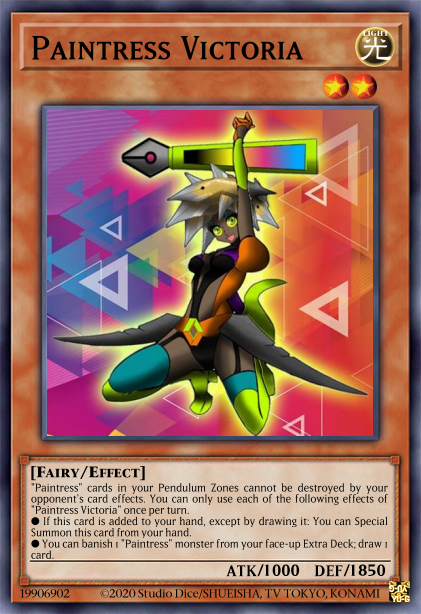 Paintress Victoria
LIGHT
光
[Fairy/Effect]
"Paintress" cards in your Pendulum Zones cannot be destroyed by your
opponent's card effects. You can only use each of the following effects of
"Paintress Victoria" once per turn.
● If this card is added to your hand, except by drawing it: You can Special
Summon this card from your hand.
● You can banish 1 "Paintress" monster from your face-up Extra Deck; draw 1
card.
ATK/1000 DEF/1850
19906902 ©2020 Studio Dice/SHUEISHA, TV TOKYO, KONAMI